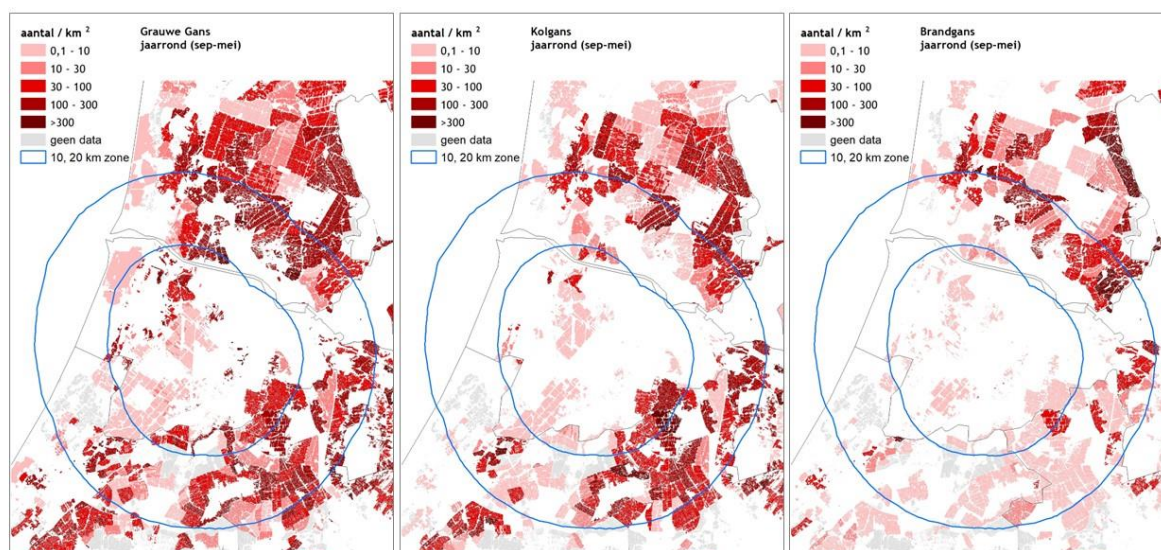 aantal / km 2
Grauwe Gans
jaarrond (sep-mei)
0,1 - 10
10 - 30
30 - 100
100 - 300
>300
geen data
10, 20 km zone
aantal / km 2
Kolgans
jaarrond (sep-mei)
0,1 - 10
10 - 30
30 - 100
100 - 300
>300
geen data
10, 20 km zone
aantal / km 2
Brandgans
jaarrond (sep-mei)
0,1 - 10
10 - 30
30 - 100
100 - 300
>300
geen data
10, 20 km zone